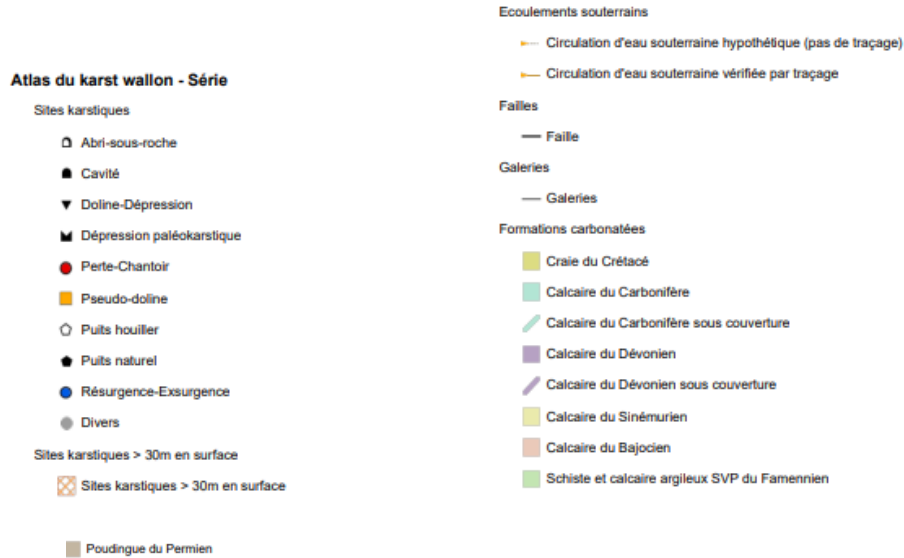 Atlas du karst wallon - Série
Sites karstiques
Abri-sous-roche
Cavité
Doline-Dépression
Dépression paléokarstique
Perte-Chantoir
Pseudo-doline
Puits houiller
Puits naturel
Résurgence-Exsurgence
Divers
Sites karstiques > 30m en surface
Sites karstiques > 30m en surface
Poudingue du Permien
Ecoulements souterrains
Circulation d'eau souterraine hypothétique (pas de traçage)
Circulation d'eau souterraine vérifiée par traçage
Failles
Faille
Galeries
Galeries
Formations carbonatées
Craie du Crétacé
Calcaire du Carbonifère
Calcaire du Carbonifère sous couverture
Calcaire du Dévonien
Calcaire du Dévonien sous couverture
Calcaire du Sinémurien
Calcaire du Bajocien
Schiste et calcaire argileux SVP du Famennien